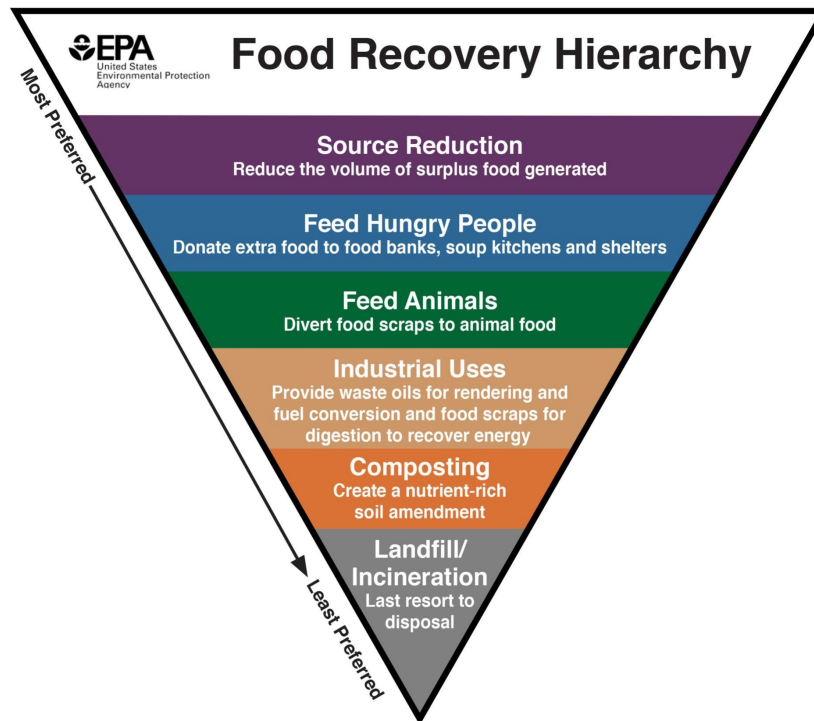 EPA
United States
Environmental Protection
Agency
Food Recovery Hierarchy
Most Preferred
Source Reduction
Reduce the volume of surplus food generated
Feed Hungry People
Donate extra food to food banks, soup kitchens and shelters
Feed Animals
Divert food scraps to animal food
Industrial Uses
Provide waste oils for rendering and
fuel conversion and food scraps for
digestion to recover energy
Composting
Create a nutrient-rich
soil amendment
Landfill/
Incineration
Last resort to
disposal
Least Preferred